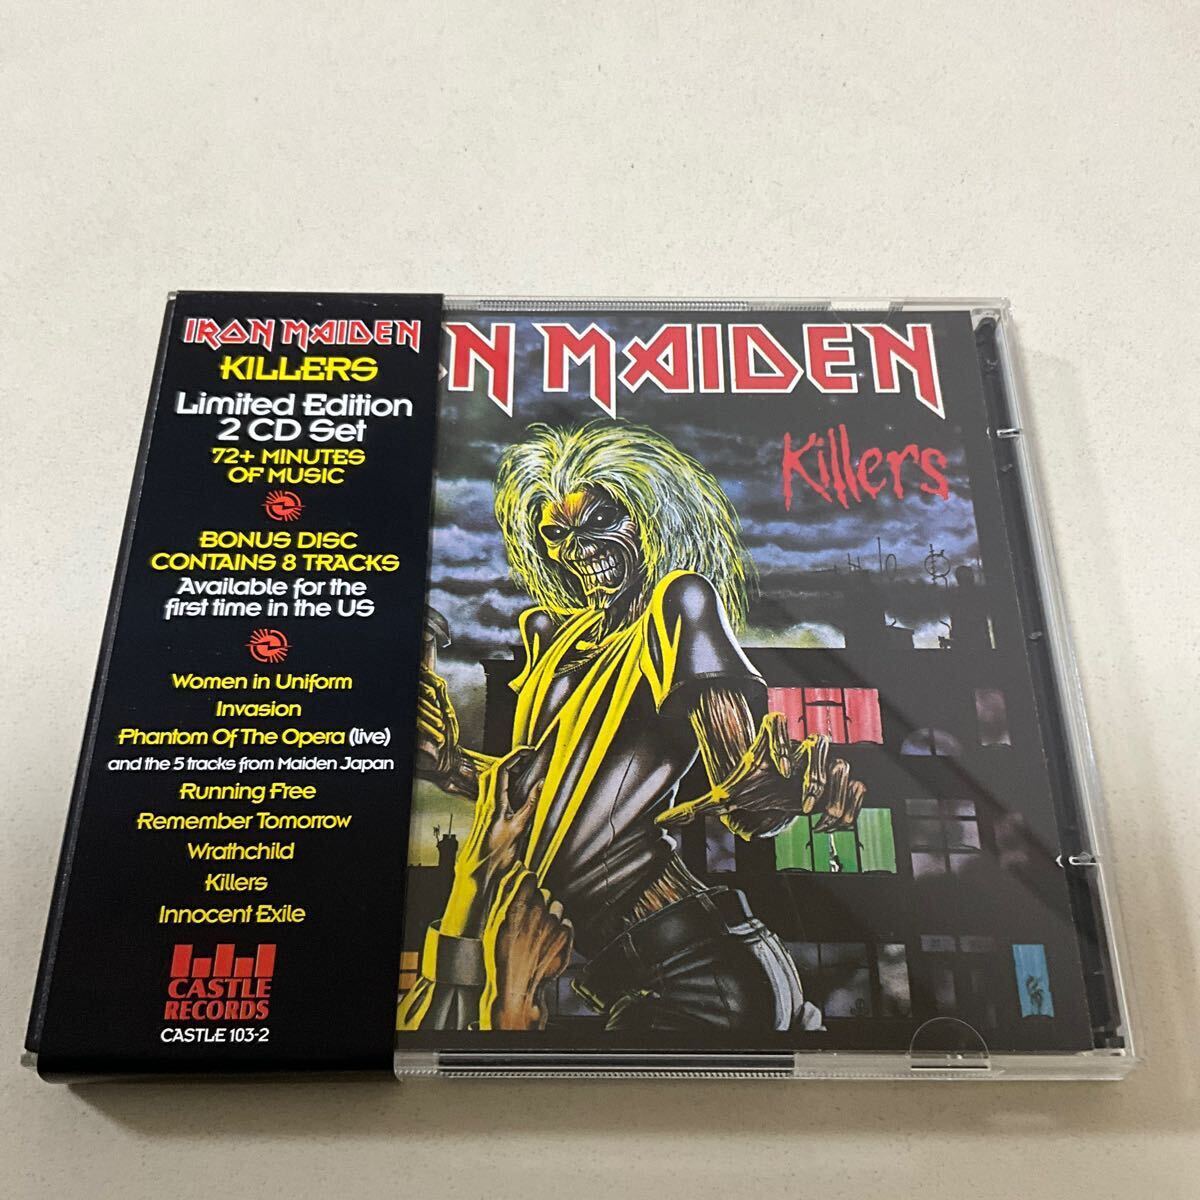 IRON MAIDEN
KILLERS
Limited Edition
2 CD Set
72+ MINUTES
OF MUSIC
BONUS DISC
CONTAINS 8 TRACKS
Available for the
first time in the US
Women in Uniform
Invasion
Phantom Of The Opera (live)
and the 5 tracks from Maiden Japan
Running Free
Remember Tomorrow
Wrathchild
Killers
Innocent Exile
CASTLE
RECORDS
CASTLE 103-2
N MAIDEN
Killers